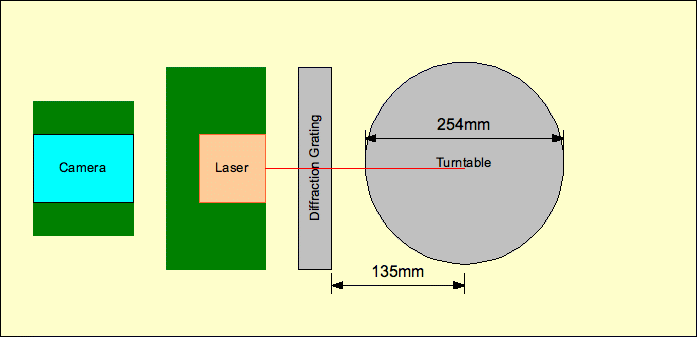 Camera
Laser
Diffraction Grating
254mm
Turntable
135mm